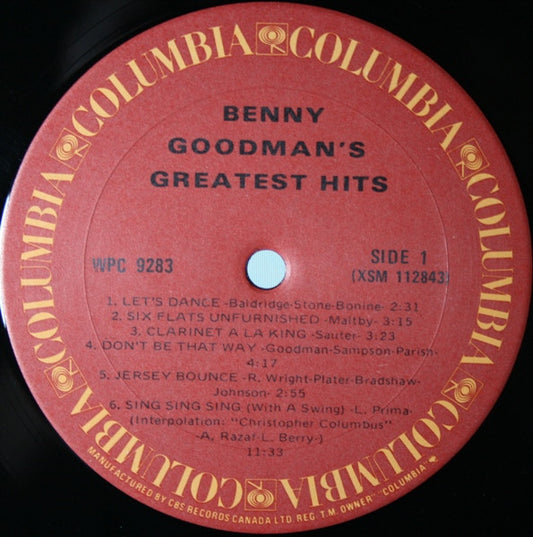 COLUMBIA COLUMBIA COLUMBIA COLUMBIA COLUMBIA COLUMBIA
BENNY
GOODMAN'S
GREATEST HITS
WPC 9283
SIDE 1
(XSM 112843)
1. LET'S DANCE -Baldridge-Stone-Bonine- 2:31
2. SIX FLATS UNFURNISHED -Maltby- 3:15
3. CLARINET A LA KING -Sauter- 3:23
4. DON'T BE THAT WAY -Goodman-Sampson-Parish-
4:17
5. JERSEY BOUNCE -R. Wright-Plater-Bradshaw-
Johnson- 2:55
6. SING SING SING (With A Swing) -L. Prima-
(Interpolation: "Christopher Columbus"
-A. Razaf-L. Berry-)
11:33
MANUFACTURED BY CBS RECORDS CANADA LTD. REG. T.M. OWNER "COLUMBIA"